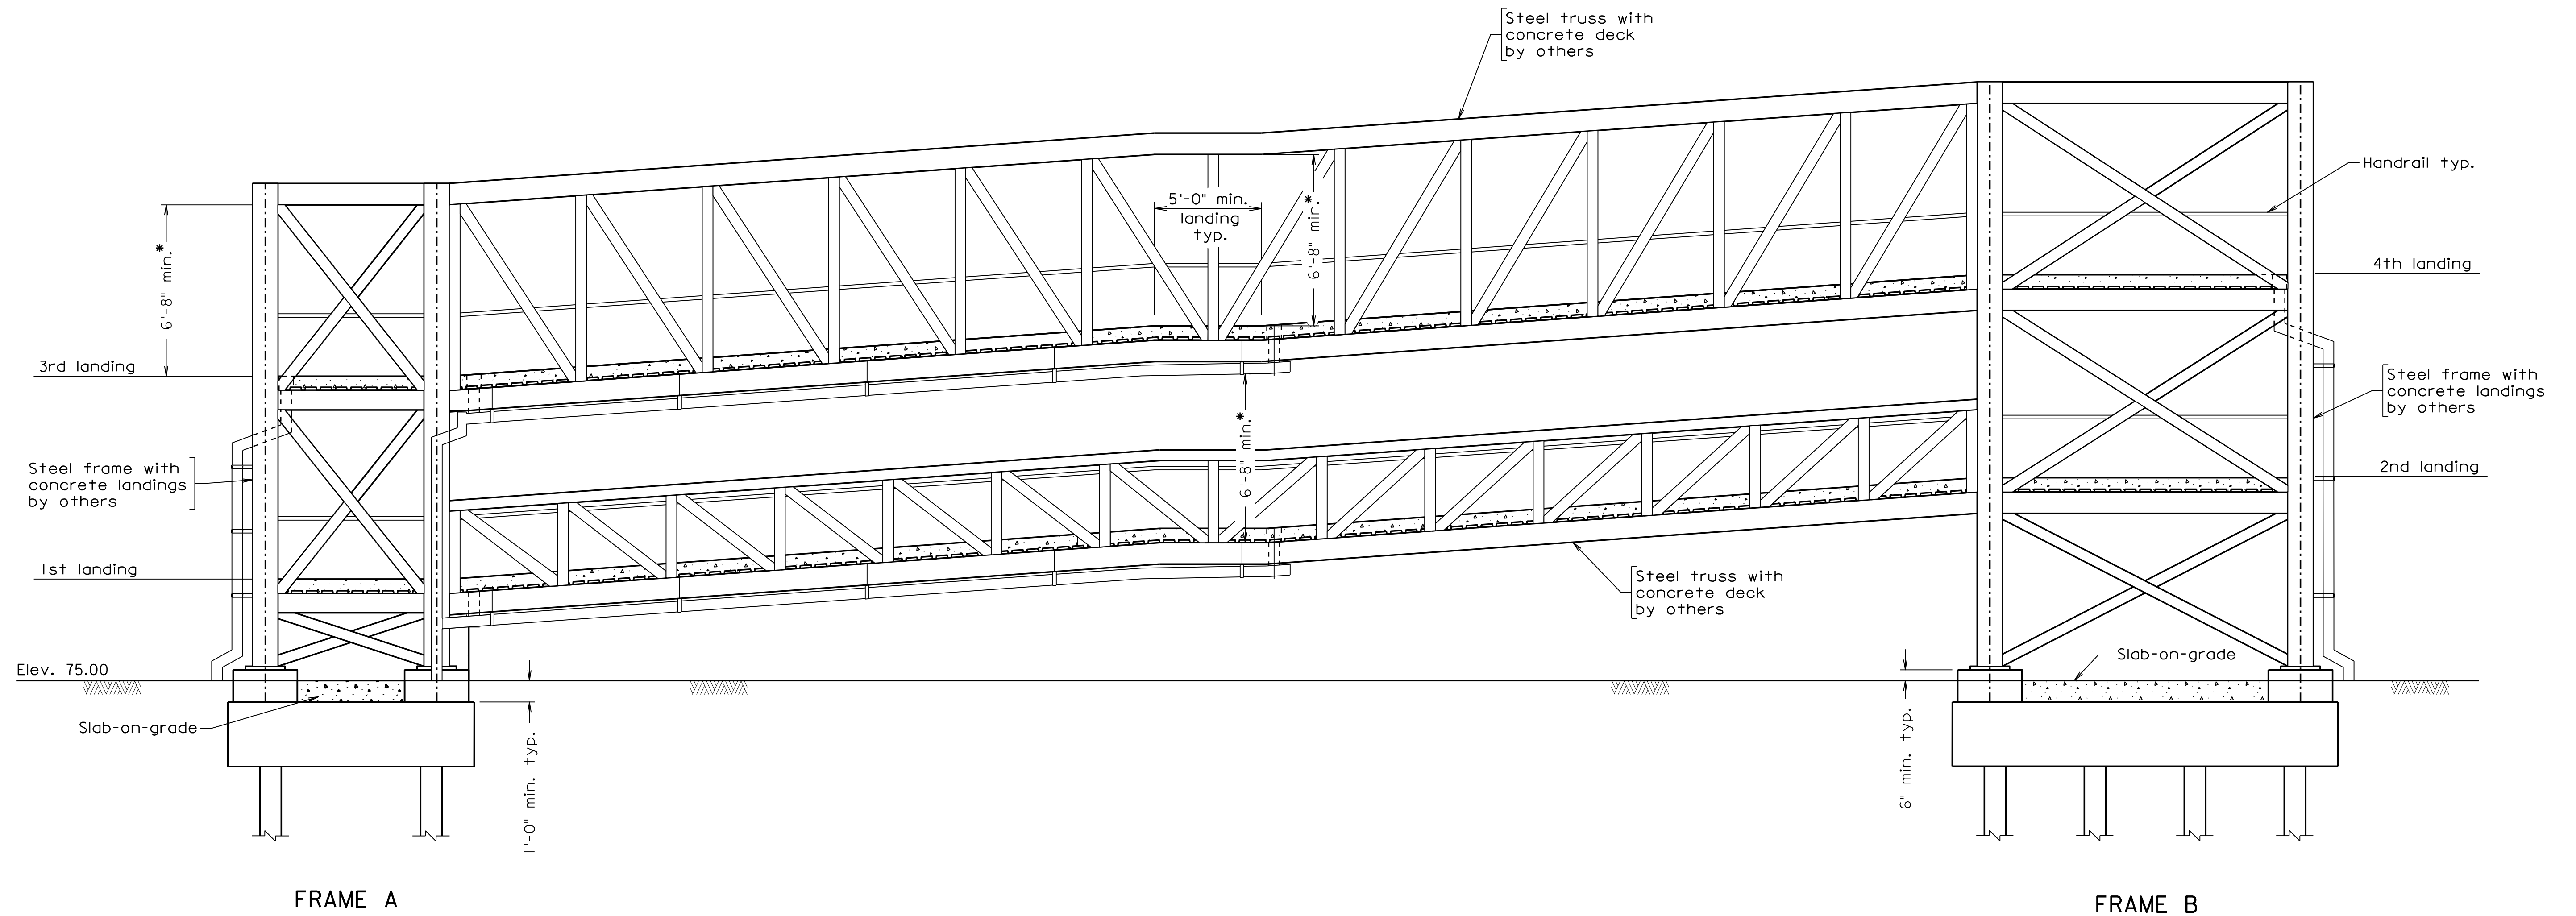 Steel truss with
concrete deck
by others
Handrail typ.
5'-0" min.
landing
typ.
6'-8" min.*
6'-8" min.*
6'-8" min.*
3rd landing
4th landing
Steel frame with
concrete landings
by others
Steel frame with
concrete landings
by others
2nd landing
1st landing
Steel truss with
concrete deck
by others
Elev. 75.00
Slab-on-grade
Slab-on-grade
1'-0" min. typ.
6" min. typ.
FRAME A
FRAME B